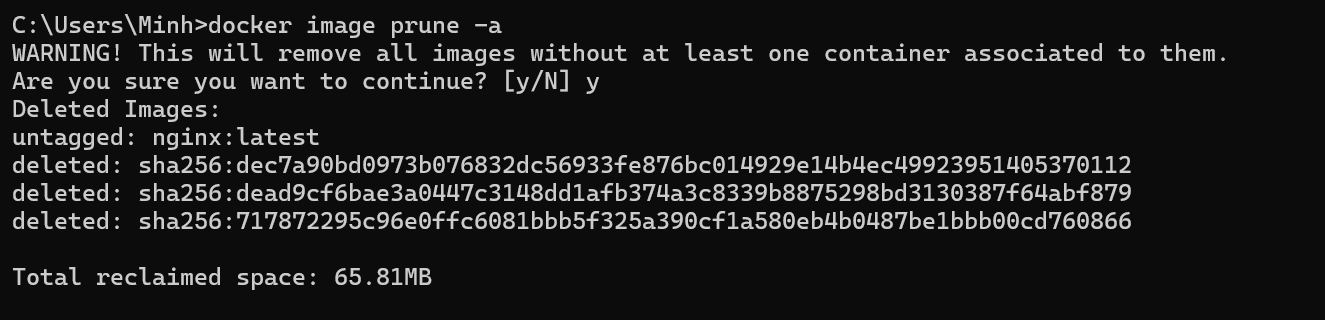 C:\Users\Minh>docker image prune -a
WARNING! This will remove all images without at least one container associated to them.
Are you sure you want to continue? [y/N] y
Deleted Images:
untagged: nginx:latest
deleted: sha256:dec7a90bd0973b076832dc56933fe876bc014929e14b4ec49923951405370112
deleted: sha256:dead9cf6bae3a0447c3148dd1afb374a3c8339b8875298bd3130387f64abf879
deleted: sha256:717872295c96e0ffc6081bbb5f325a390cf1a580eb4b0487be1bbb00cd760866
Total reclaimed space: 65.81MB